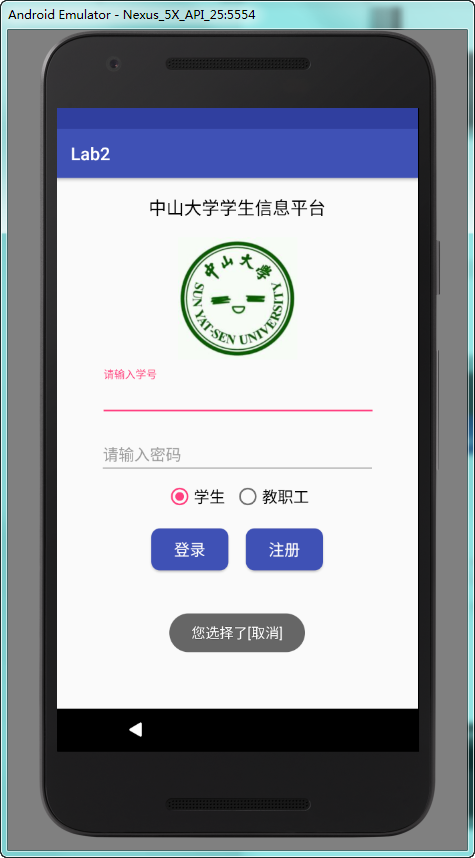 Android Emulator - Nexus_5X_API_25:5554
Lab2
中山大学学生信息平台
中山大学
SUN YAT-SEN UNIVERSITY
请输入学号
请输入密码
学生 教职工
登录 注册
您选择了[取消]